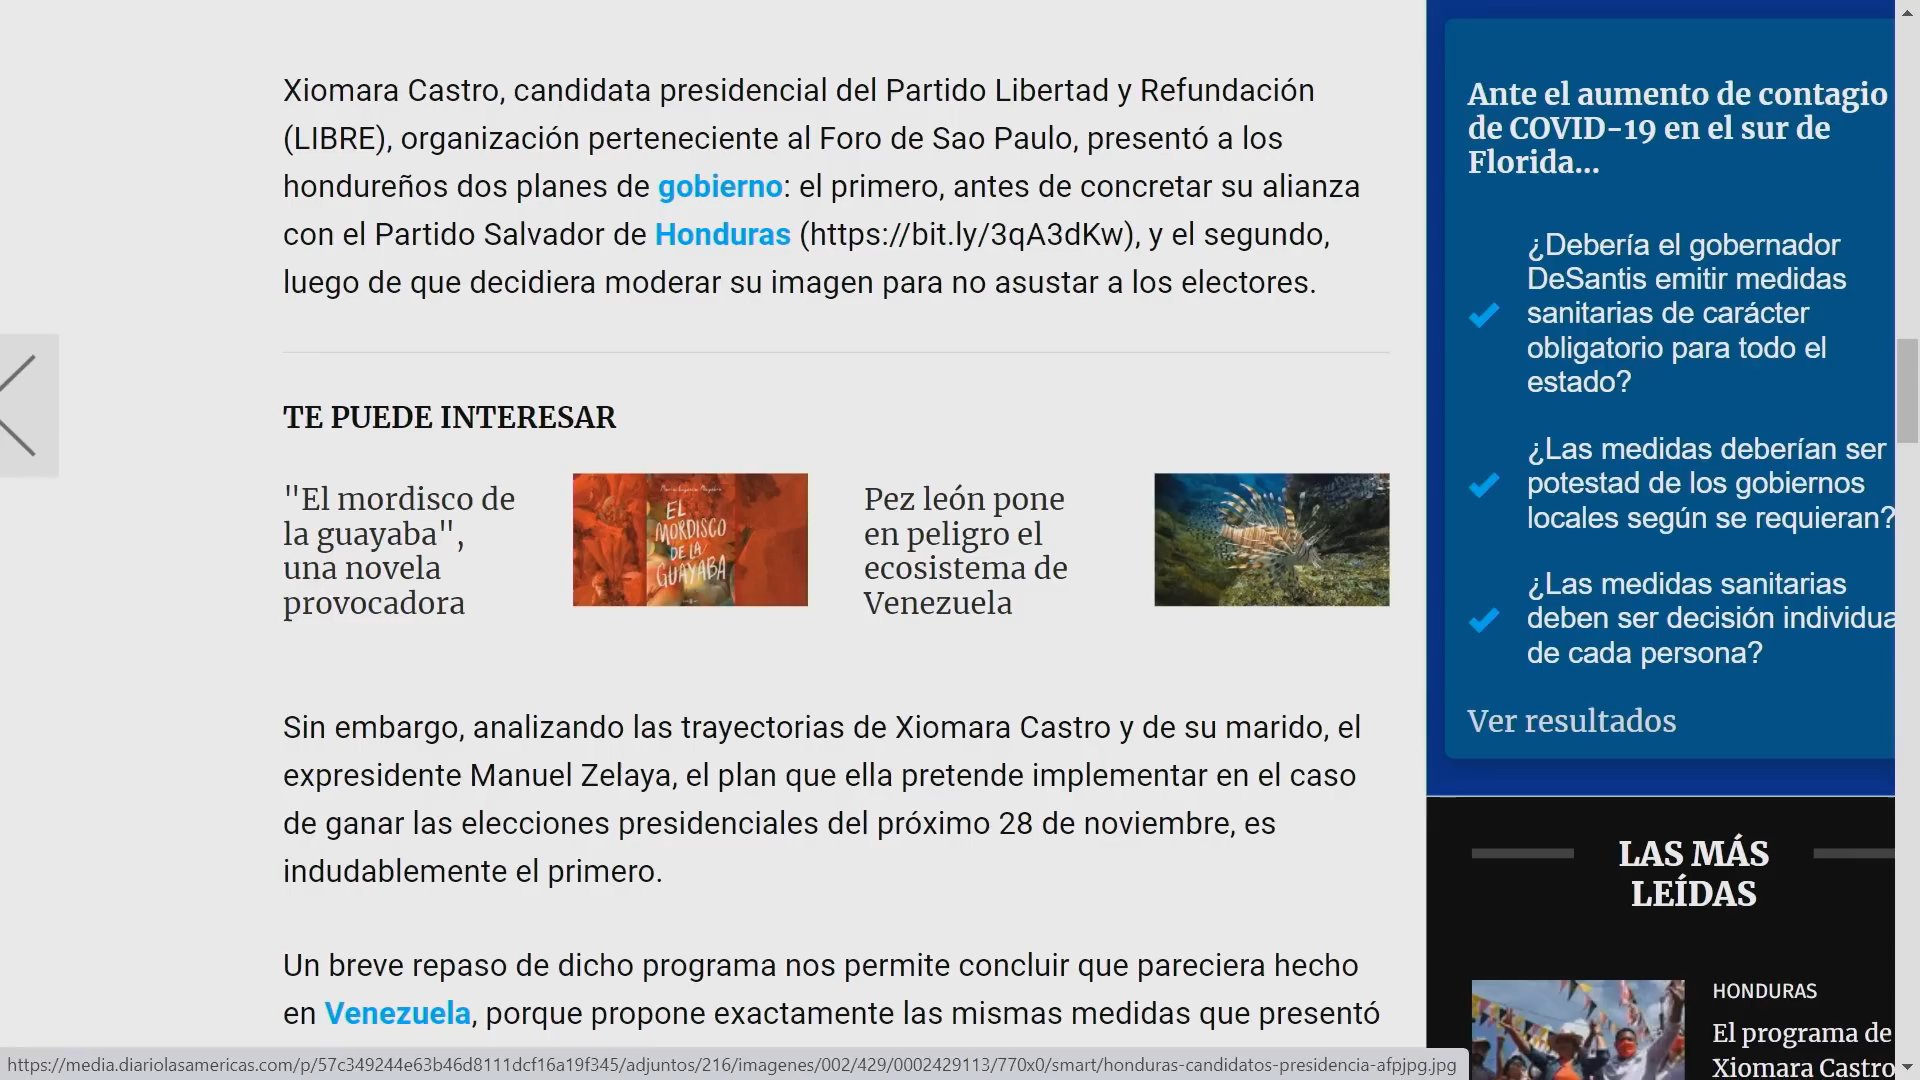 Xiomara Castro, candidata presidencial del Partido Libertad y Refundación
(LIBRE), organización perteneciente al Foro de Sao Paulo, presentó a los
hondureños dos planes de gobierno: el primero, antes de concretar su alianza
con el Partido Salvador de Honduras (https://bit.ly/3qA3dKw), y el segundo,
luego de que decidiera moderar su imagen para no asustar a los electores.
TE PUEDE INTERESAR
"El mordisco de
la guayaba",
una novela
provocadora
EL
MORDISCO
DE LA
GUAYABA
Pez león pone
en peligro el
ecosistema de
Venezuela
Sin embargo, analizando las trayectorias de Xiomara Castro y de su marido, el
expresidente Manuel Zelaya, el plan que ella pretende implementar en el caso
de ganar las elecciones presidenciales del próximo 28 de noviembre, es
indudablemente el primero.
Un breve repaso de dicho programa nos permite concluir que pareciera hecho
en Venezuela, porque propone exactamente las mismas medidas que presentó
Ante el aumento de contagio
de COVID-19 en el sur de
Florida...
¿Debería el gobernador
DeSantis emitir medidas
sanitarias de carácter
obligatorio para todo el
estado?
¿Las medidas deberían ser
potestad de los gobiernos
locales según se requieran?
¿Las medidas sanitarias
deben ser decisión individua
de cada persona?
Ver resultados
LAS MÁS
LEÍDAS
HONDURAS
El programa de
Xiomara Castro
https://media.diariolasamericas.com/p/57c349244e63b46d8111dcf16a19f345/adjuntos/216/imagenes/002/429/0002429113/770x0/smart/honduras-candidatos-presidencia-afpjpg.jpg